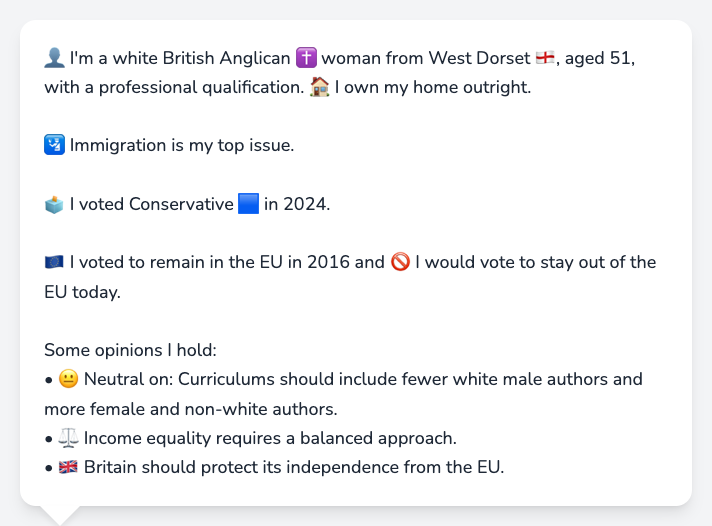 👤 I'm a white British Anglican ✝️ woman from West Dorset 🏴󠁧󠁢󠁥󠁮󠁧󠁿, aged 51,
with a professional qualification. 🏠 I own my home outright.
🛂 Immigration is my top issue.
🗳️ I voted Conservative 🟦 in 2024.
🇪🇺 I voted to remain in the EU in 2016 and 🚫 I would vote to stay out of the
EU today.
Some opinions I hold:
• 😐 Neutral on: Curriculums should include fewer white male authors and
more female and non-white authors.
• ⚖️ Income equality requires a balanced approach.
• 🇬🇧 Britain should protect its independence from the EU.